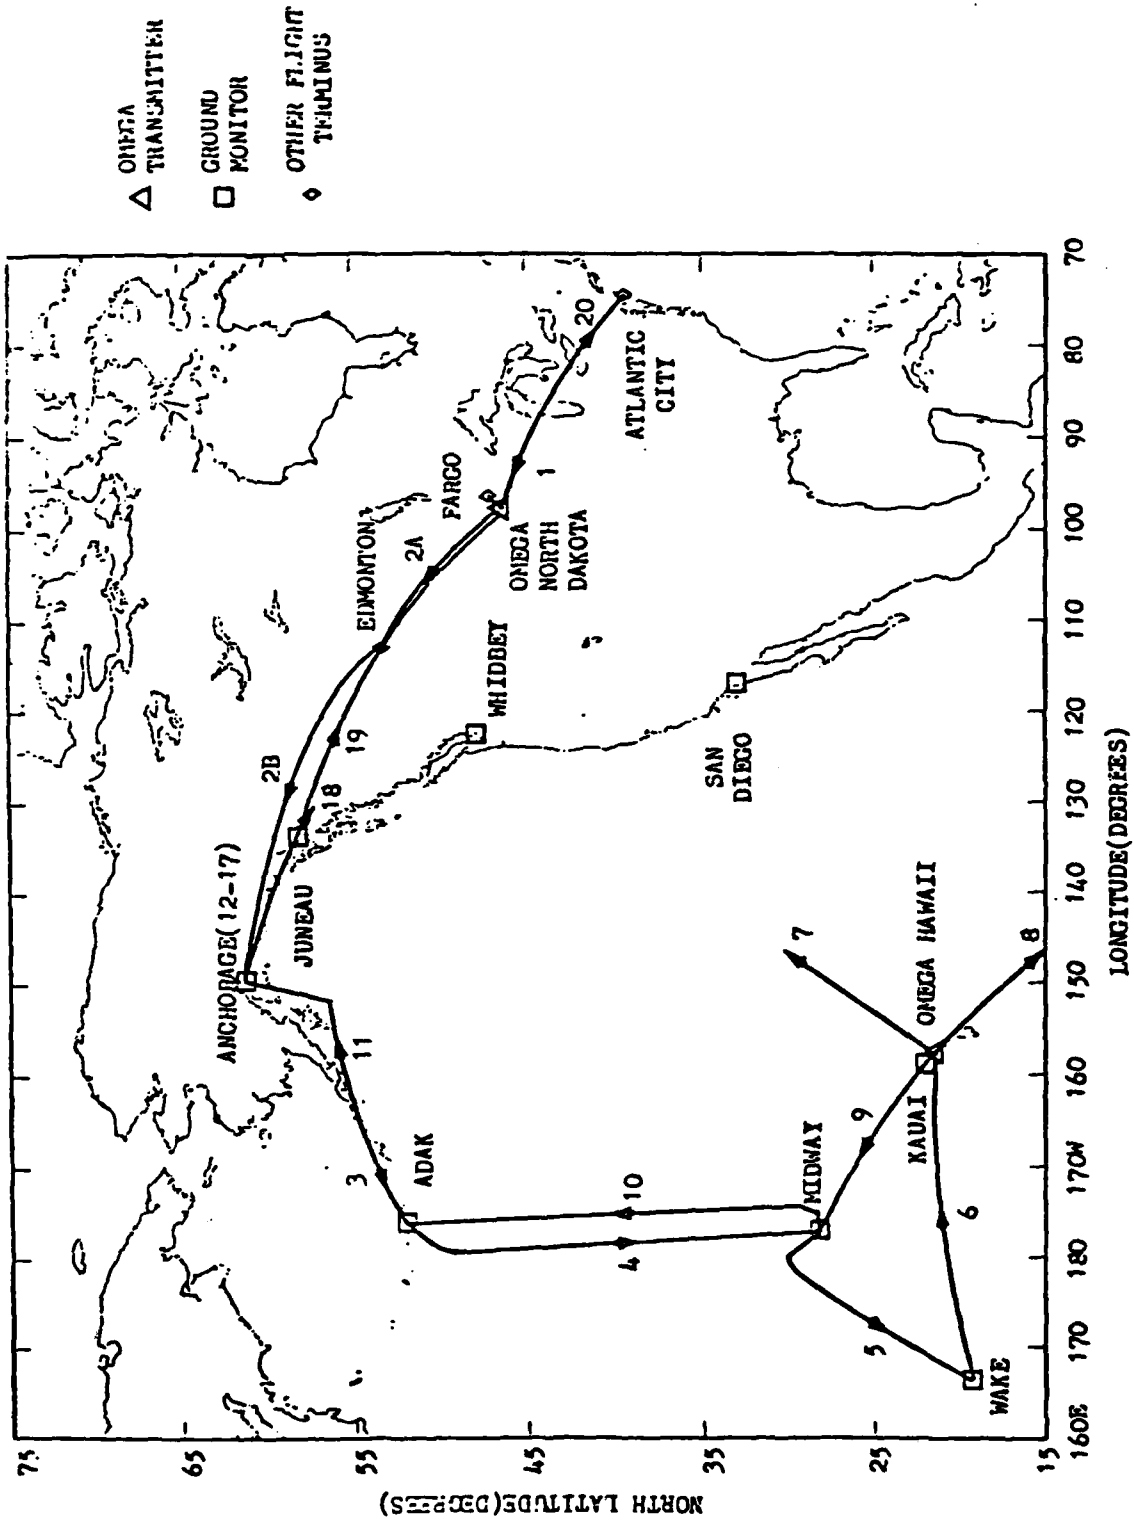 OMEGA
TRANSMITTER
GROUND
MONITOR
OTHER FLIGHT
TERMINUS
NORTH LATITUDE(DEGREES)
75
65
55
45
35
25
15
160E
170
180
170W
160
150
140
130
120
110
100
90
80
70
LONGITUDE(DEGREES)
ANCHORAGE(12-17)
JUNEAU
EDMONTON
FARGO
OMEGA
NORTH
DAKOTA
ATLANTIC
CITY
WHIDBEY
SAN
DIEGO
ADAK
MIDWAY
KAUAI
OMEGA HAWAII
WAKE
1
2A
2B
3
4
5
6
7
8
9
10
11
18
19
20